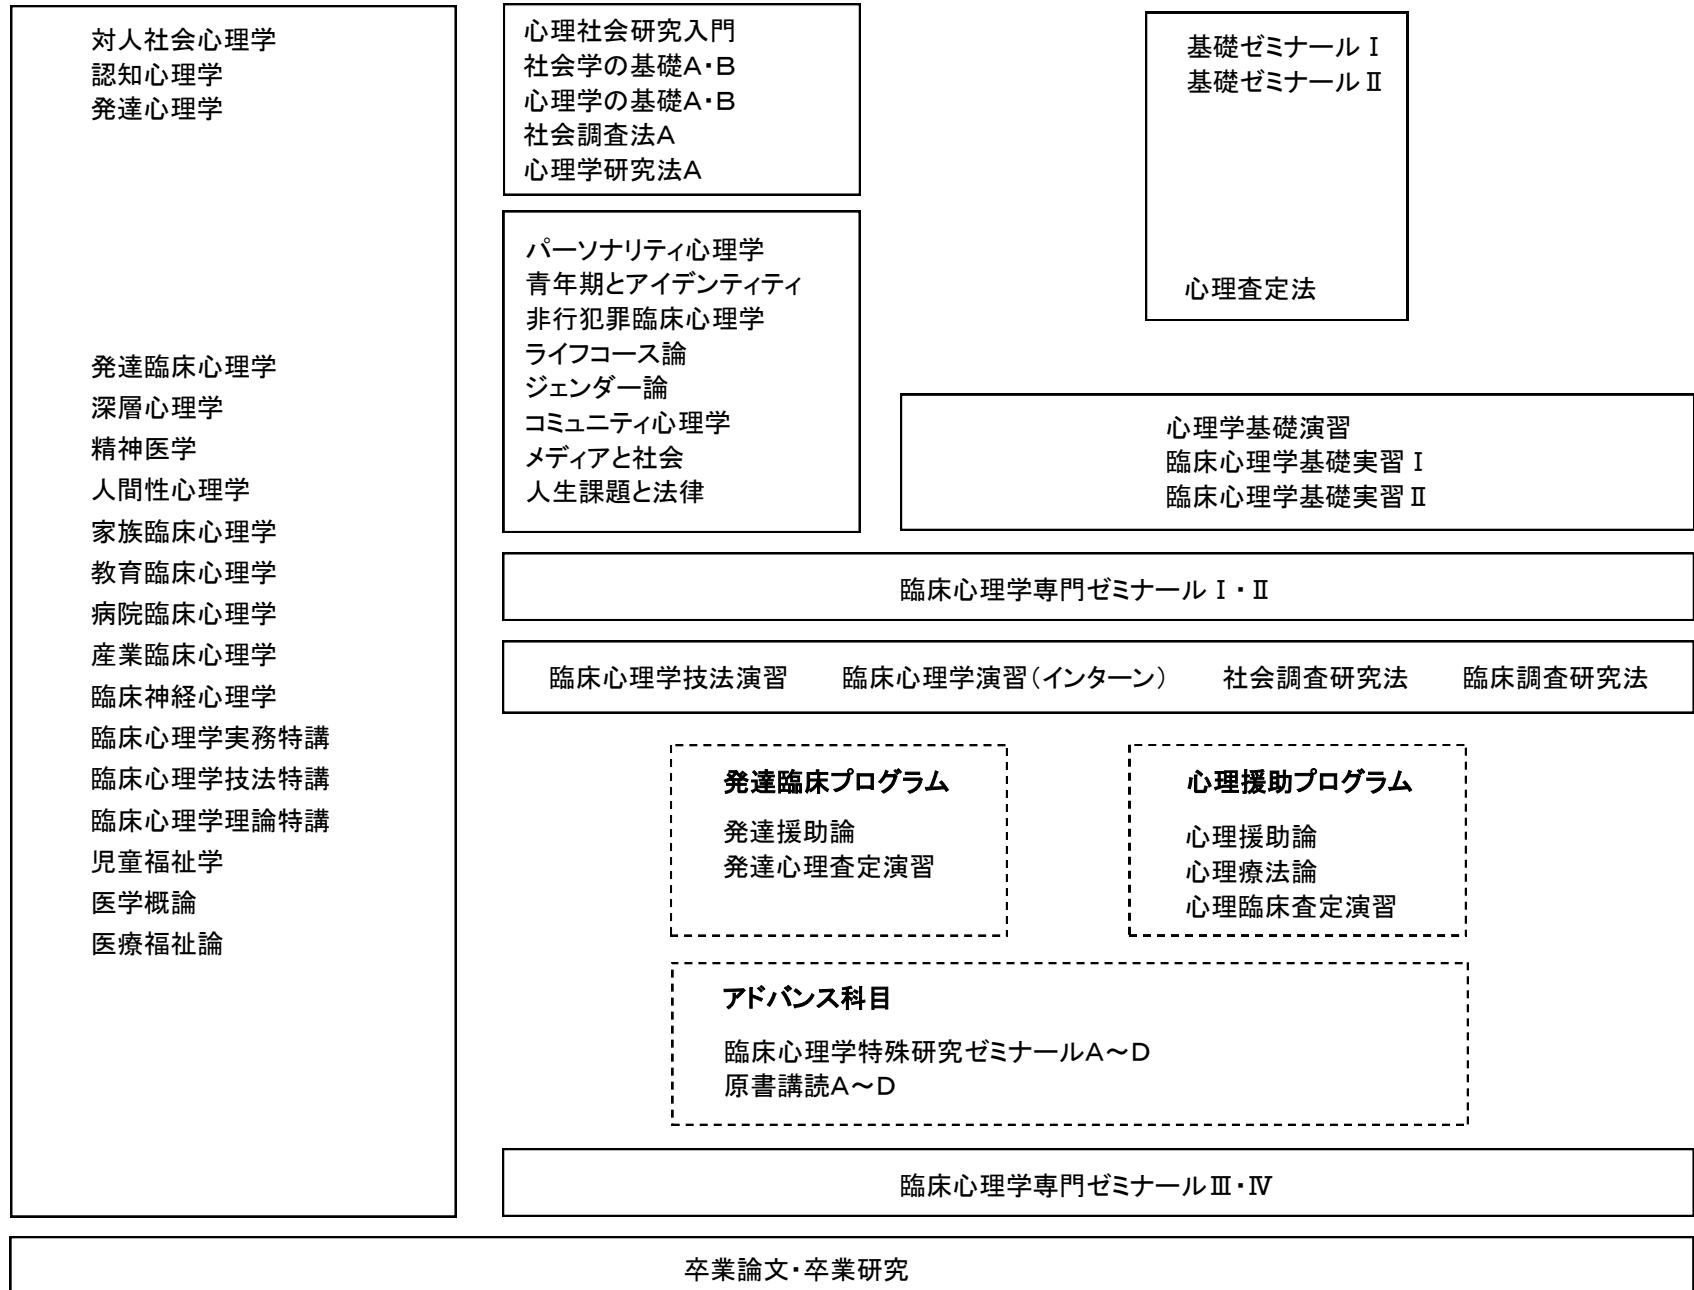 対人社会心理学
認知心理学
発達心理学
発達臨床心理学
深層心理学
精神医学
人間性心理学
家族臨床心理学
教育臨床心理学
病院臨床心理学
産業臨床心理学
臨床神経心理学
臨床心理学実務特講
臨床心理学技法特講
臨床心理学理論特講
児童福祉学
医学概論
医療福祉論
心理社会研究入門
社会学の基礎A・B
心理学の基礎A・B
社会調査法A
心理学研究法A
パーソナリティ心理学
青年期とアイデンティティ
非行犯罪臨床心理学
ライフコース論
ジェンダー論
コミュニティ心理学
メディアと社会
人生課題と法律
基礎ゼミナールⅠ
基礎ゼミナールⅡ
心理査定法
心理学基礎演習
臨床心理学基礎実習Ⅰ
臨床心理学基礎実習Ⅱ
臨床心理学専門ゼミナールⅠ・Ⅱ
臨床心理学技法演習 臨床心理学演習(インターン) 社会調査研究法 臨床調査研究法
発達臨床プログラム
発達援助論
発達心理査定演習
心理援助プログラム
心理援助論
心理療法論
心理臨床査定演習
アドバンス科目
臨床心理学特殊研究ゼミナールA～D
原書講読A～D
臨床心理学専門ゼミナールⅢ・Ⅳ
卒業論文・卒業研究